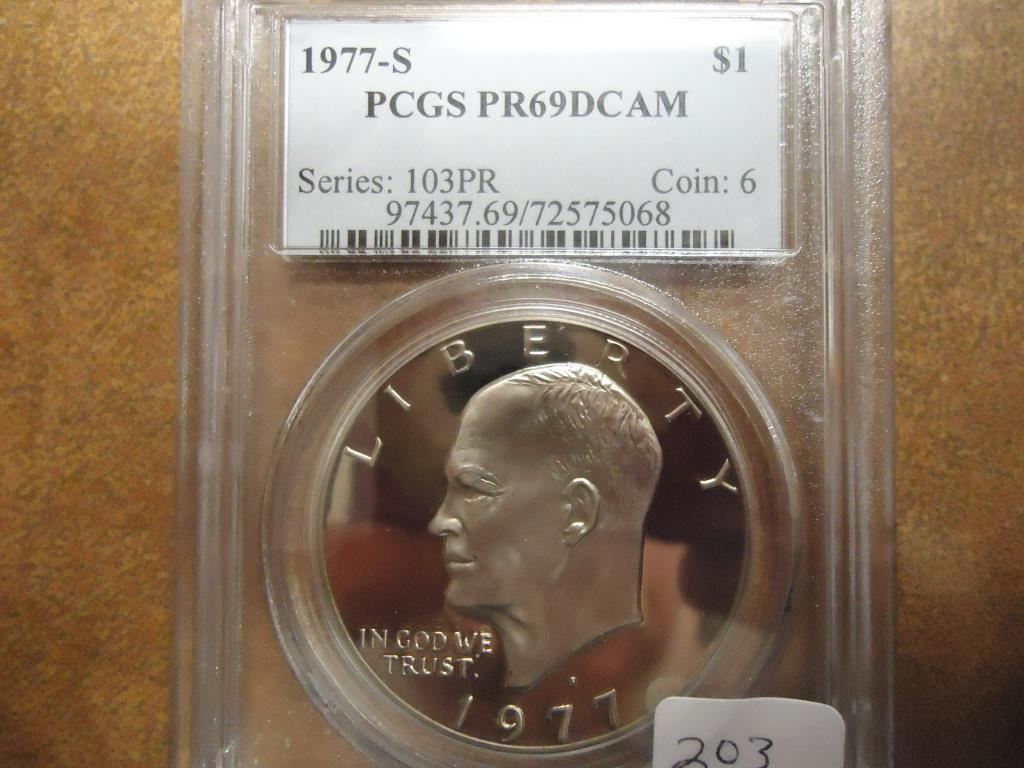 1977-S $1
PCGS PR69DCAM
Series: 103PR Coin: 6
97437.69/72575068
LIBERTY
IN GOD WE
TRUST
1977
203